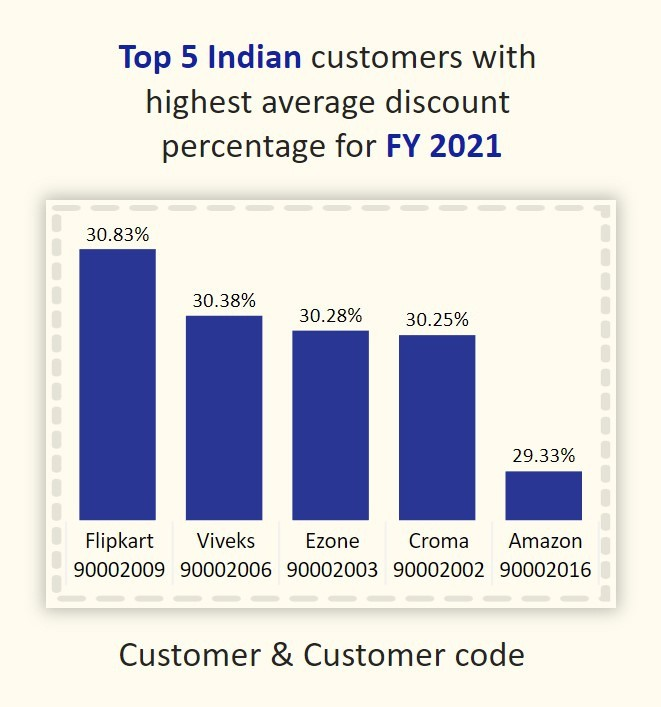 Top 5 Indian customers with
highest average discount
percentage for FY 2021
30.83%
30.38%
30.28%
30.25%
29.33%
Flipkart Viveks Ezone Croma Amazon
90002009 90002006 90002003 90002002 90002016
Customer & Customer code